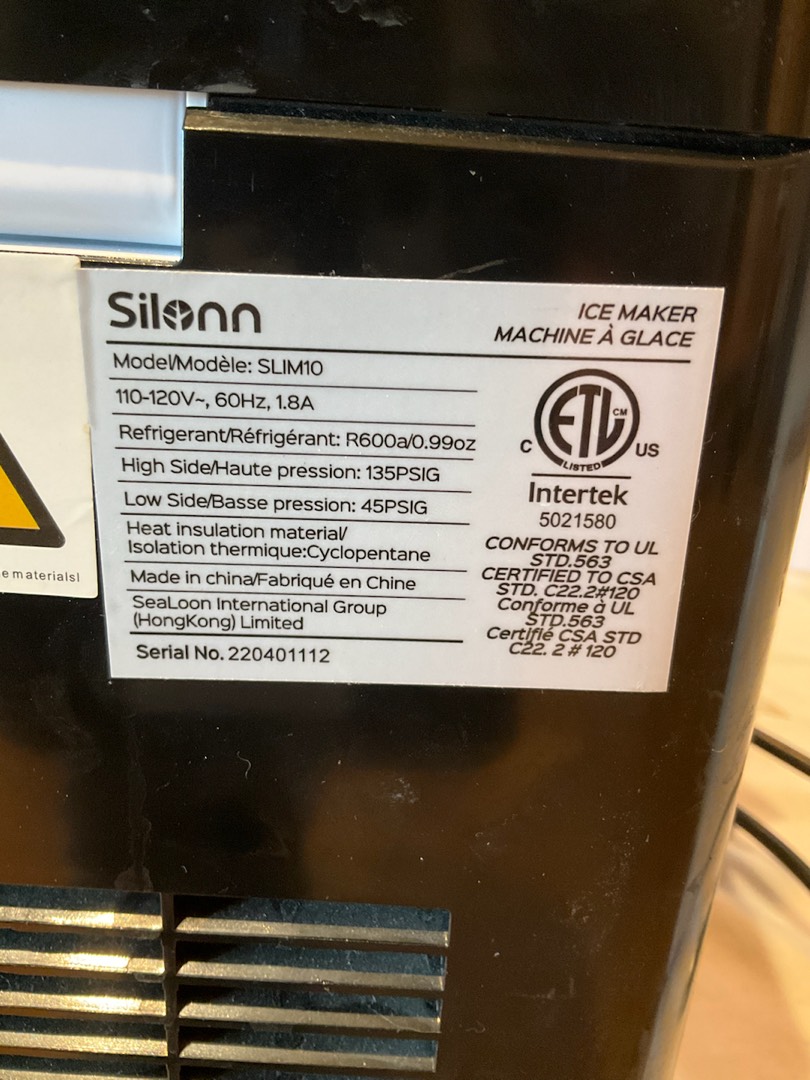 Silonn
ICE MAKER
MACHINE À GLACE
Model/Modèle: SLIM10
110-120V~, 60Hz, 1.8A
Refrigerant/Réfrigérant: R600a/0.99oz
High Side/Haute pression: 135PSIG
Low Side/Basse pression: 45PSIG
Heat insulation material/
Isolation thermique:Cyclopentane
Made in china/Fabriqué en Chine
SeaLoon International Group
(HongKong) Limited
Serial No. 220401112
ETL CM
C US
LISTED
Intertek
5021580
CONFORMS TO UL
STD.563
CERTIFIED TO CSA
STD. C22.2#120
Conforme à UL
STD.563
Certifié CSA STD
C22. 2 # 120
e materials!